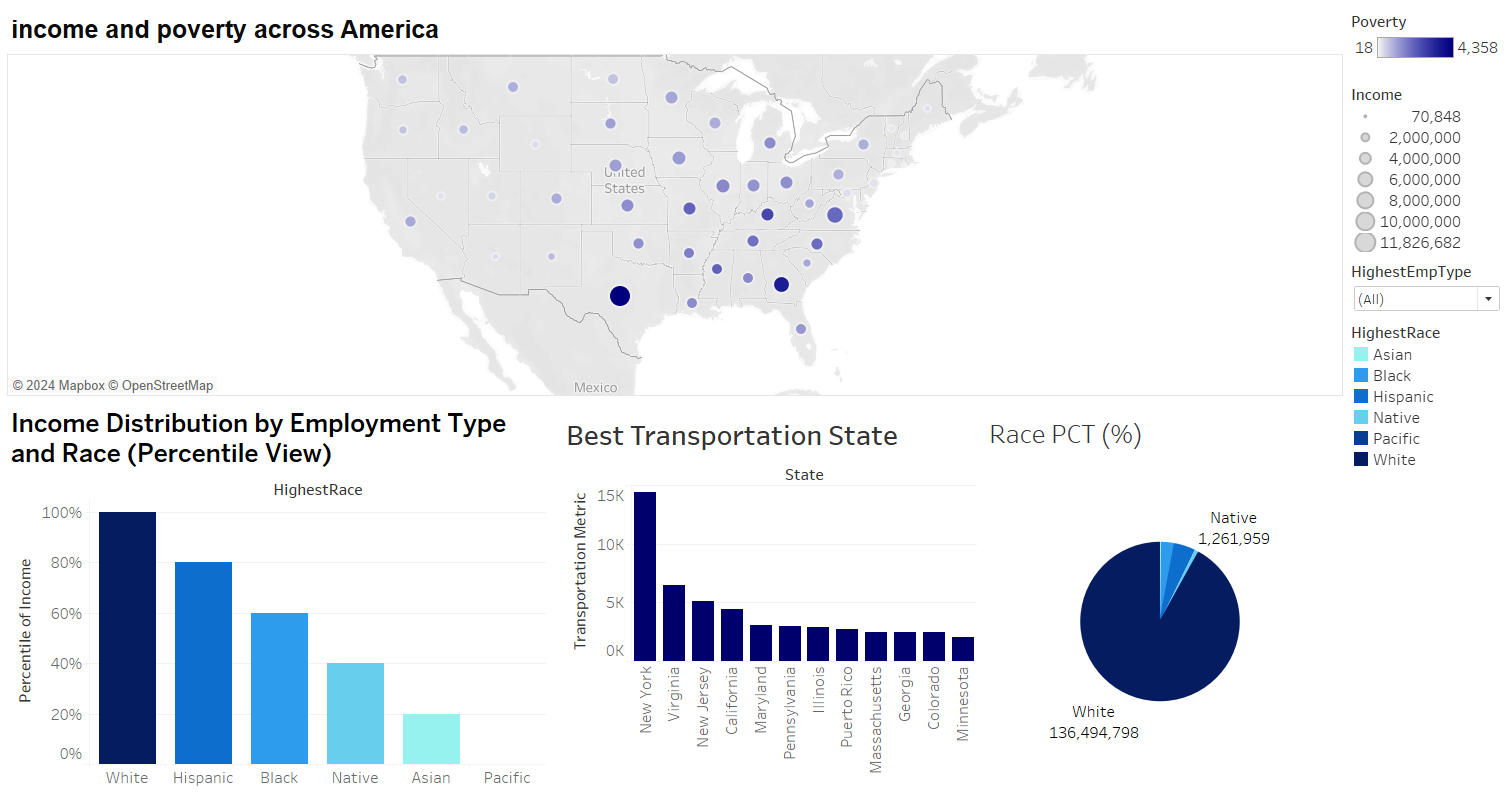 income and poverty across America
United
States
Mexico
© 2024 Mapbox © OpenStreetMap
Poverty
18 4,358
Income
70,848
2,000,000
4,000,000
6,000,000
8,000,000
10,000,000
11,826,682
HighestEmpType
(All)
HighestRace
Asian
Black
Hispanic
Native
Pacific
White
Income Distribution by Employment Type
and Race (Percentile View)
HighestRace
Percentile of Income
100%
80%
60%
40%
20%
0%
White Hispanic Black Native Asian Pacific
Best Transportation State
State
Transportation Metric
15K
10K
5K
0K
New York
Virginia
New Jersey
California
Maryland
Pennsylvania
Illinois
Puerto Rico
Massachusetts
Georgia
Colorado
Minnesota
Race PCT (%)
Native
1,261,959
White
136,494,798